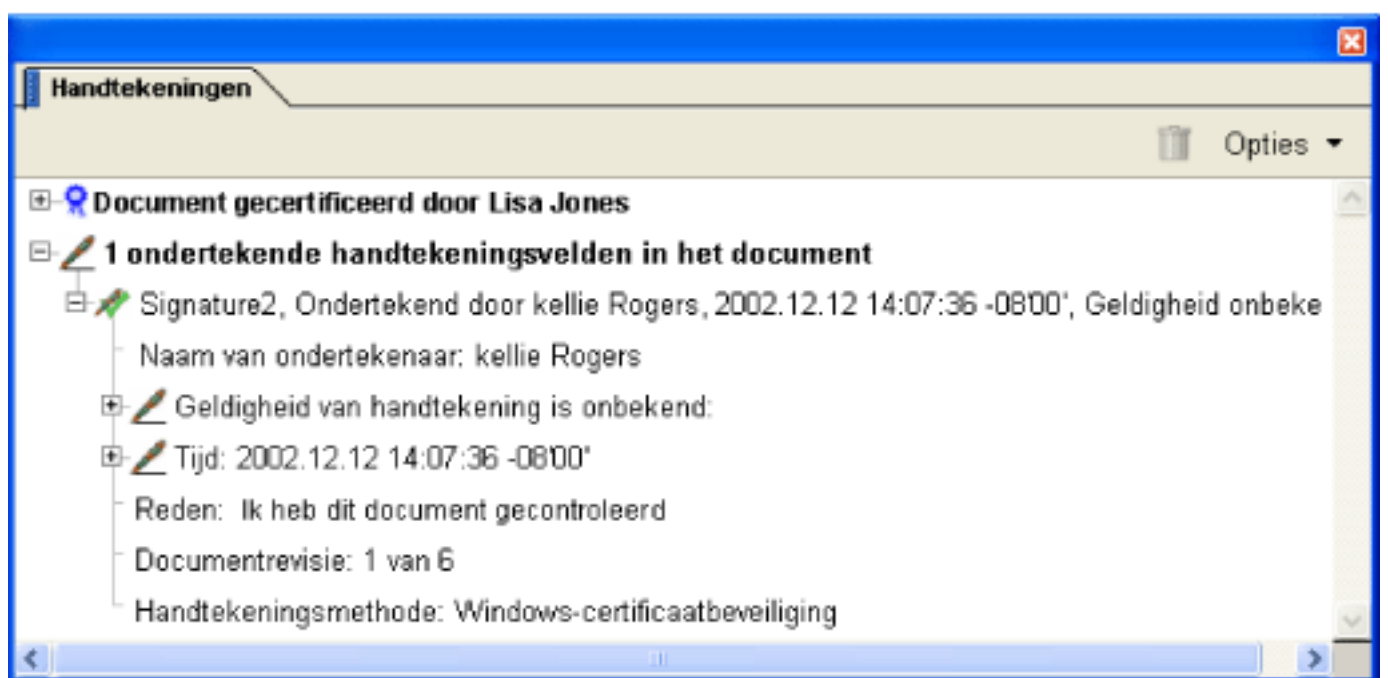 Handtekeningen
Opties
Document gecertificeerd door Lisa Jones
1 ondertekende handtekeningsvelden in het document
Signature2, Ondertekend door kellie Rogers, 2002.12.12 14:07:36 -08'00', Geldigheid onbeke
Naam van ondertekenaar: kellie Rogers
Geldigheid van handtekening is onbekend:
Tijd: 2002.12.12 14:07:36 -08'00'
Reden: Ik heb dit document gecontroleerd
Documentrevisie: 1 van 6
Handtekeningsmethode: Windows-certificaatbeveiliging